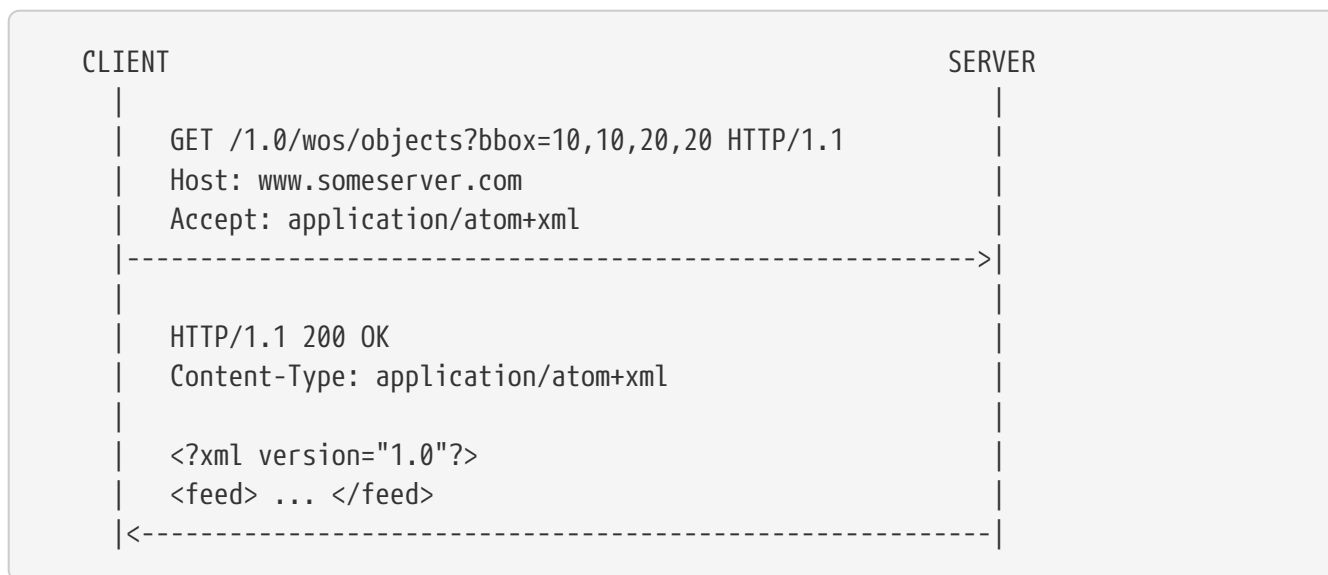 CLIENT SERVER
GET /1.0/wos/objects?bbox=10,10,20,20 HTTP/1.1
Host: www.someserver.com
Accept: application/atom+xml
|---------------------------------------------------------->|
HTTP/1.1 200 OK
Content-Type: application/atom+xml
<?xml version="1.0"?>
<feed> ... </feed>
|<----------------------------------------------------------|